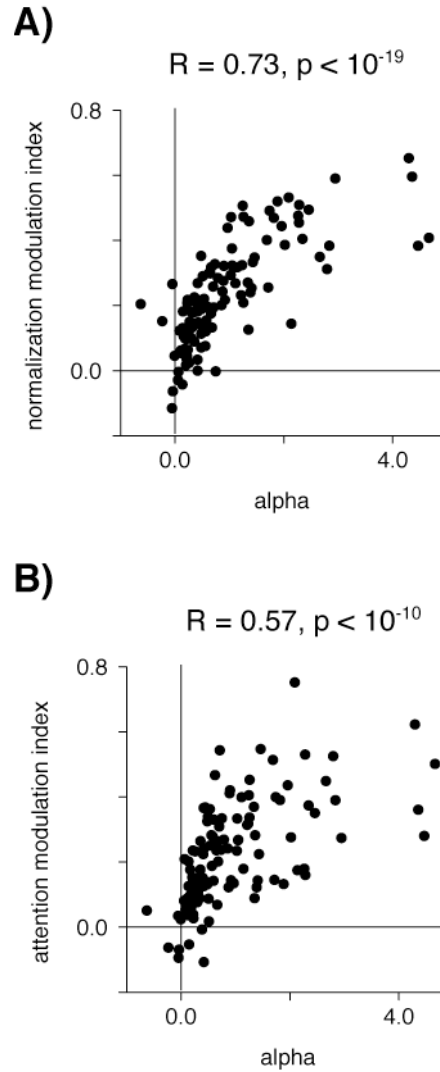 A)
R = 0.73, p < 10-19
0.8
normalization modulation index
0.0
0.0 4.0
alpha
B)
R = 0.57, p < 10-10
0.8
attention modulation index
0.0
0.0 4.0
alpha